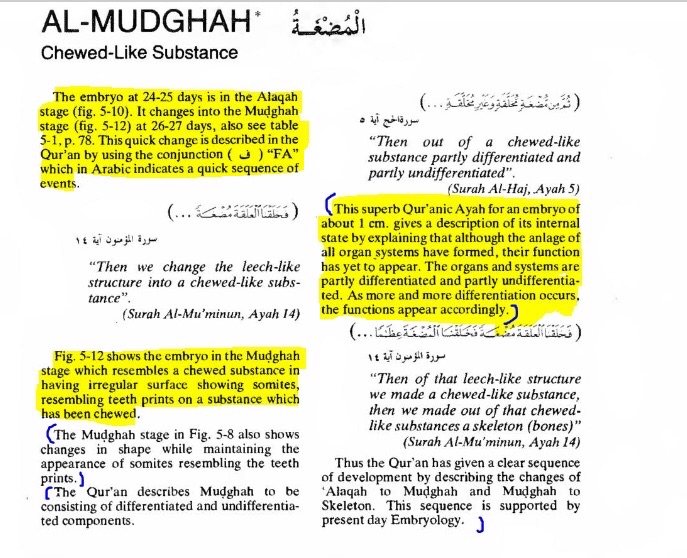 AL-MUDGHAH* الْمُضْغَةُ
Chewed-Like Substance
The embryo at 24-25 days is in the Alaqah
stage (fig. 5-10). It changes into the Muḍghah
stage (fig. 5-12) at 26-27 days, also see table
5-1, p. 78. This quick change is described in the
Qur'an by using the conjunction ( ف ) “FA”
which in Arabic indicates a quick sequence of
events.
( فَخَلَقْنَا الْعَلَقَةَ مُضْغَةً ... )
سورة المؤمنون آية ١٤
“Then we change the leech-like
structure into a chewed-like subs-
tance”.
(Surah Al-Mu'minun, Ayah 14)
Fig. 5-12 shows the embryo in the Muḍghah
stage which resembles a chewed substance in
having irregular surface showing somites,
resembling teeth prints on a substance which
has been chewed.
The Muḍghah stage in Fig. 5-8 also shows
changes in shape while maintaining the
appearance of somites resembling the teeth
prints.
The Qur'an describes Muḍghah to be
consisting of differentiated and undifferentia-
ted components.
( ثُمَّ مِن مُّضْغَةٍ مُّخَلَّقَةٍ وَغَيْرِ مُخَلَّقَةٍ ... )
سورة الحج آية ٥
“Then out of a chewed-like
substance partly differentiated and
partly undifferentiated”.
(Surah Al-Haj, Ayah 5)
This superb Qur'anic Ayah for an embryo of
about 1 cm. gives a description of its internal
state by explaining that although the anlage of
all organ systems have formed, their function
has yet to appear. The organs and systems are
partly differentiated and partly undifferentia-
ted. As more and more differentiation occurs,
the functions appear accordingly.
( فَخَلَقْنَا الْعَلَقَةَ مُضْغَةً فَخَلَقْنَا الْمُضْغَةَ عِظَٰمًا ... )
سورة المؤمنون آية ١٤
“Then of that leech-like structure
we made a chewed-like substance,
then we made out of that chewed-
like substances a skeleton (bones)”
(Surah Al-Mu'minun, Ayah 14)
Thus the Qur'an has given a clear sequence
of development by describing the changes of
'Alaqah to Muḍghah and Muḍghah to
Skeleton. This sequence is supported by
present day Embryology.